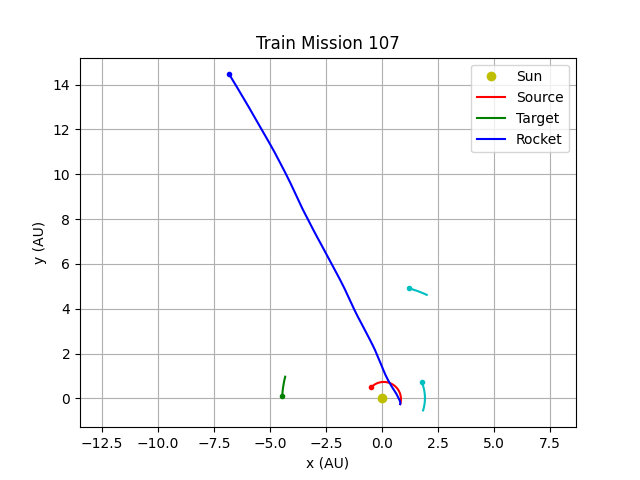 Train Mission 107
y (AU)
14
12
10
8
6
4
2
0
−12.5 −10.0 −7.5 −5.0 −2.5 0.0 2.5 5.0 7.5
x (AU)
Sun
Source
Target
Rocket